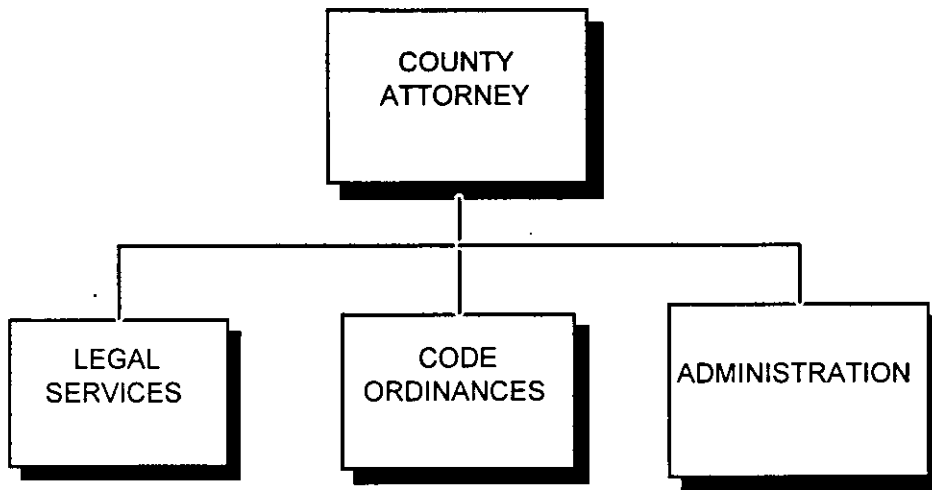 COUNTY
ATTORNEY
LEGAL
SERVICES
CODE
ORDINANCES
ADMINISTRATION